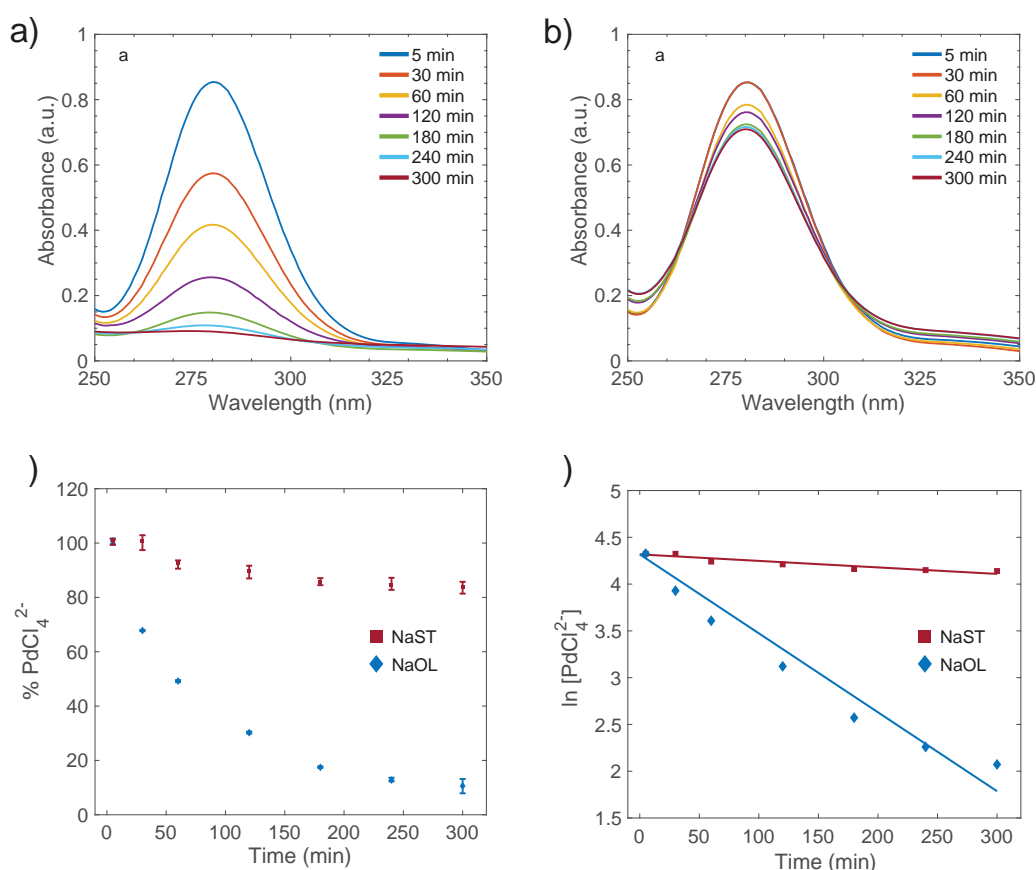 a)
a
5 min
30 min
60 min
120 min
180 min
240 min
300 min
1
0.8
0.6
0.4
0.2
0
Absorbance (a.u.)
250
280
300
350
Wavelength (nm)
b)
a
5 min
30 min
60 min
120 min
180 min
240 min
300 min
1
0.8
0.6
0.4
0.2
0
Absorbance (a.u.)
250
280
300
350
Wavelength (nm)
)
120
100
80
60
40
20
0
% PdCl₄²⁻
NaST
NaOL
0
50
100
150
200
250
300
Time (min)
)
5
4.5
4
3.5
3
2.5
2
1.5
ln [PdCl₄²⁻]
NaST
NaOL
0
50
100
150
200
250
300
Time (min)